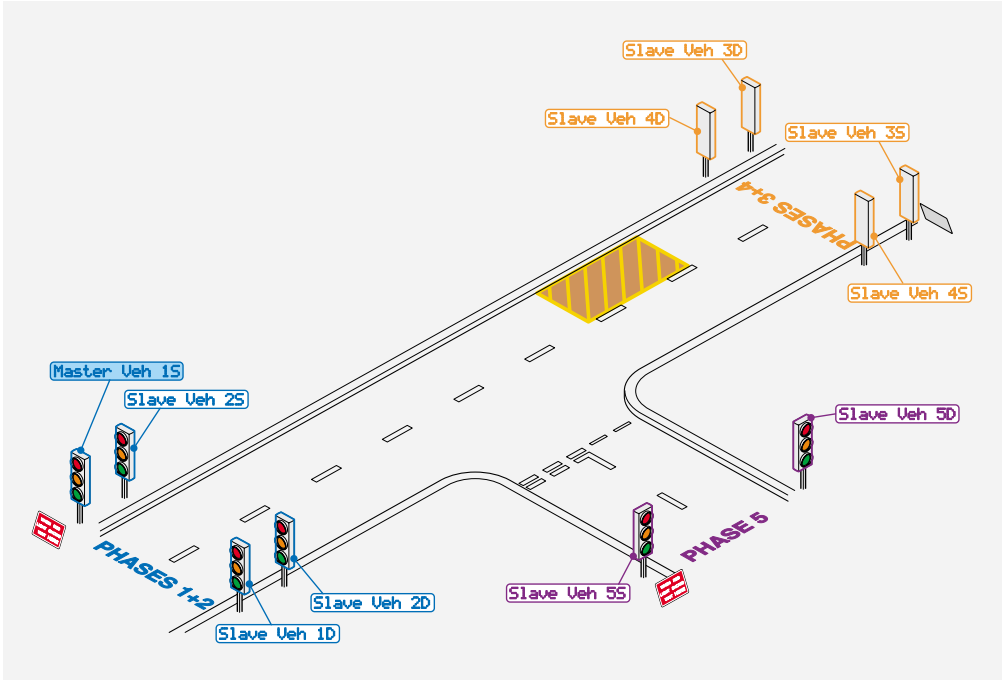 Slave Veh 3D
Slave Veh 4D
Slave Veh 3S
PHASES 3+4
Slave Veh 4S
Master Veh 1S
Slave Veh 2S
Slave Veh 5D
PHASE 5
PHASES 1+2
Slave Veh 5S
Slave Veh 2D
Slave Veh 1D